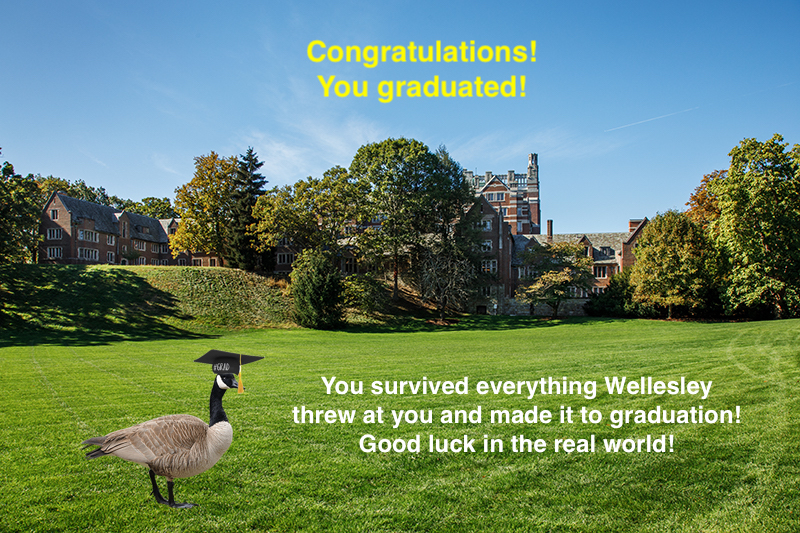 Congratulations!
You graduated!
#GRAD
You survived everything Wellesley
threw at you and made it to graduation!
Good luck in the real world!